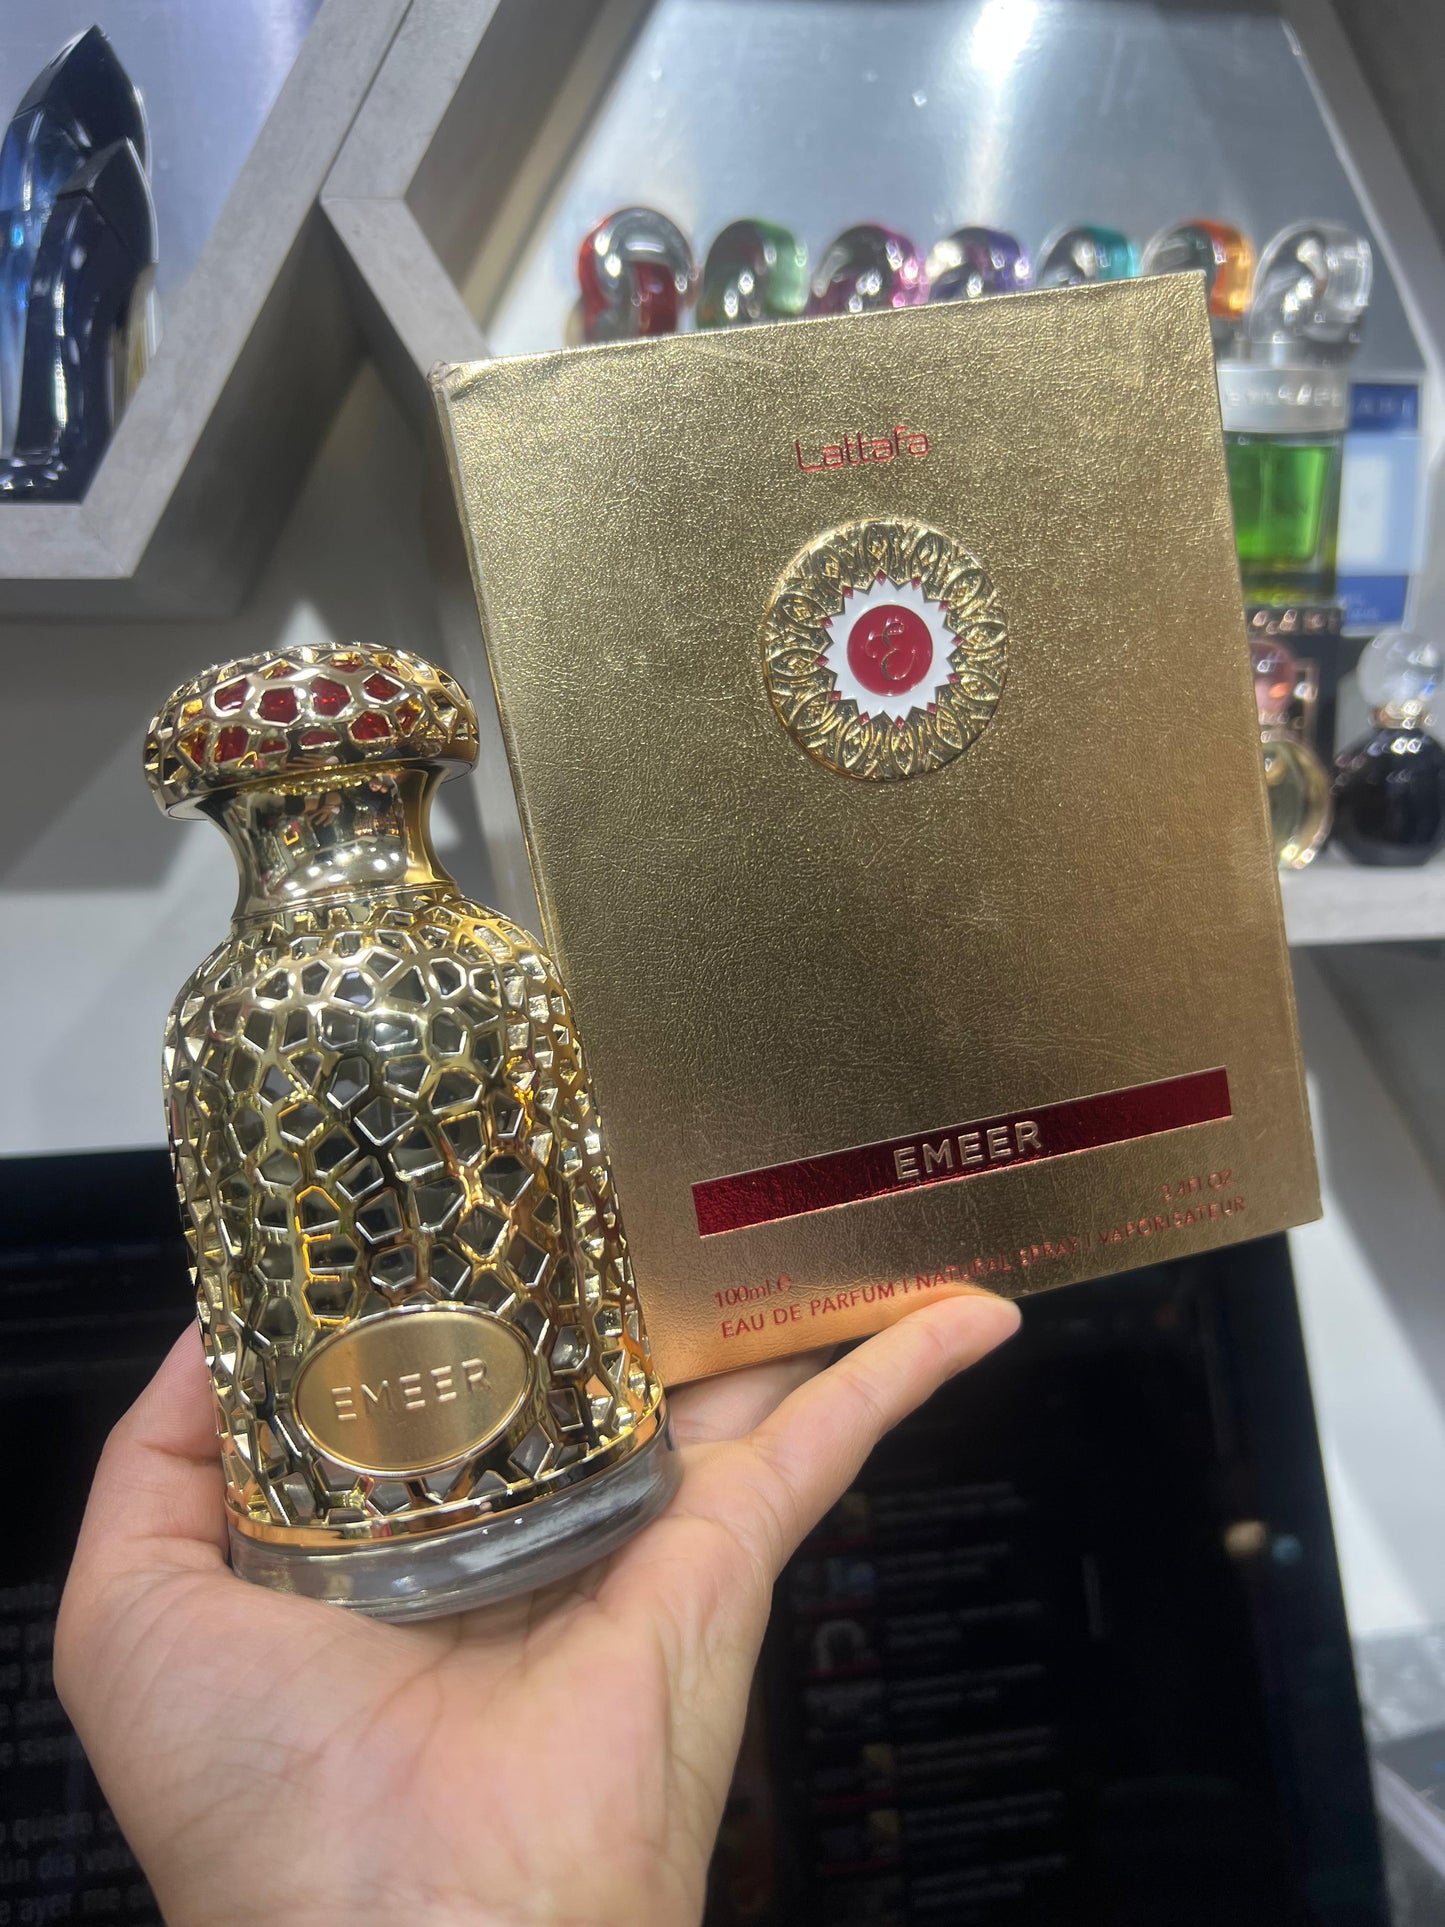 Lattafa
E
EMEER
3.4Fl OZ
100ml.e
EAU DE PARFUM | NATURAL SPRAY | VAPORISATEUR
EMEER